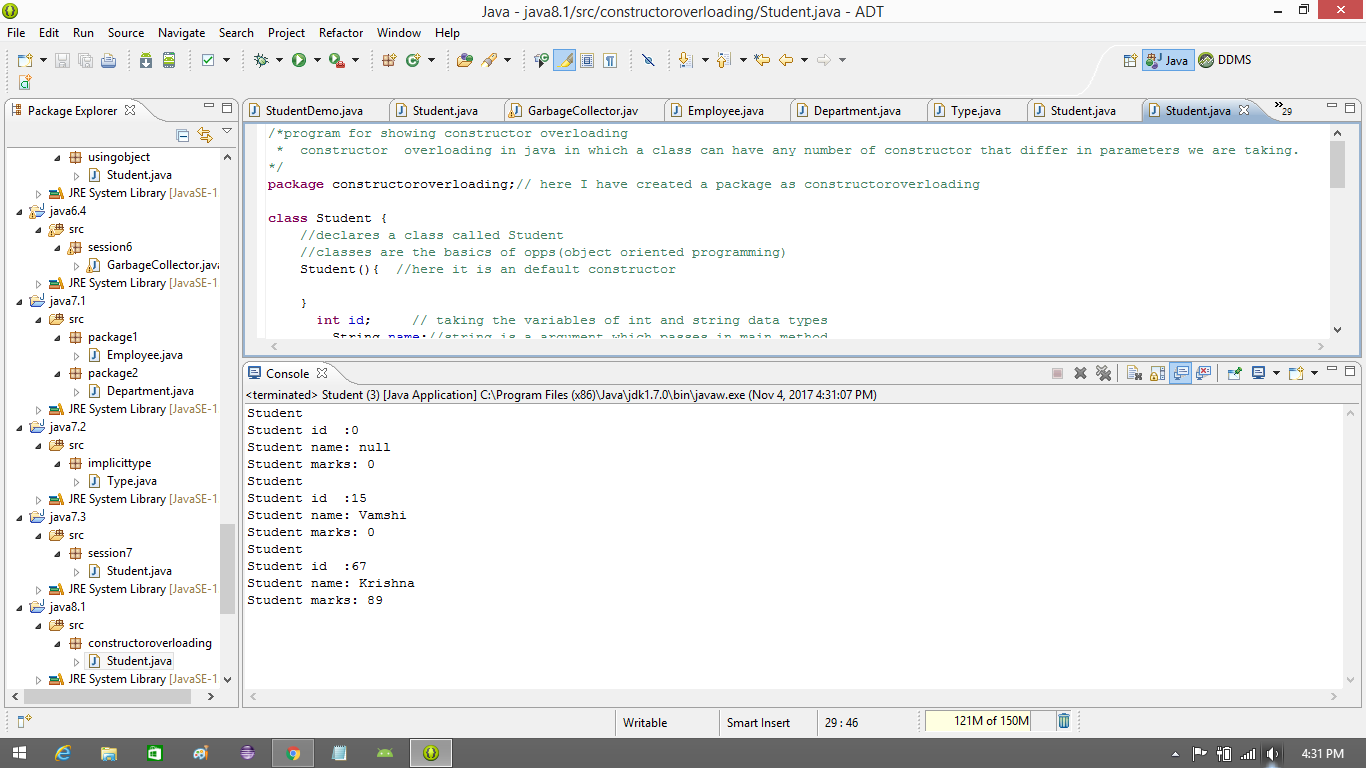 Java - java8.1/src/constructoroverloading/Student.java - ADT
File Edit Run Source Navigate Search Project Refactor Window Help
Java DDMS
Package Explorer
usingobject
Student.java
JRE System Library [JavaSE-1
java6.4
src
session6
GarbageCollector.java
JRE System Library [JavaSE-1
java7.1
src
package1
Employee.java
package2
Department.java
JRE System Library [JavaSE-1
java7.2
src
implicittype
Type.java
JRE System Library [JavaSE-1
java7.3
src
session7
Student.java
JRE System Library [JavaSE-1
java8.1
src
constructoroverloading
Student.java
JRE System Library [JavaSE-1
StudentDemo.java Student.java GarbageCollector.jav Employee.java Department.java Type.java Student.java Student.java 29
/*program for showing constructor overloading
* constructor  overloading in java in which a class can have any number of constructor that differ in parameters we are taking.
*/
package constructoroverloading;// here I have created a package as constructoroverloading
class Student {
//declares a class called Student
//classes are the basics of opps(object oriented programming)
Student(){  //here it is an default constructor
}
int id;     // taking the variables of int and string data types
String name;//string is a argument which passes in main method
Console
<terminated> Student (3) [Java Application] C:\Program Files (x86)\Java\jdk1.7.0\bin\javaw.exe (Nov 4, 2017 4:31:07 PM)
Student
Student id  :0
Student name: null
Student marks: 0
Student
Student id  :15
Student name: Vamshi
Student marks: 0
Student
Student id  :67
Student name: Krishna
Student marks: 89
Writable Smart Insert 29 : 46 121M of 150M
4:31 PM